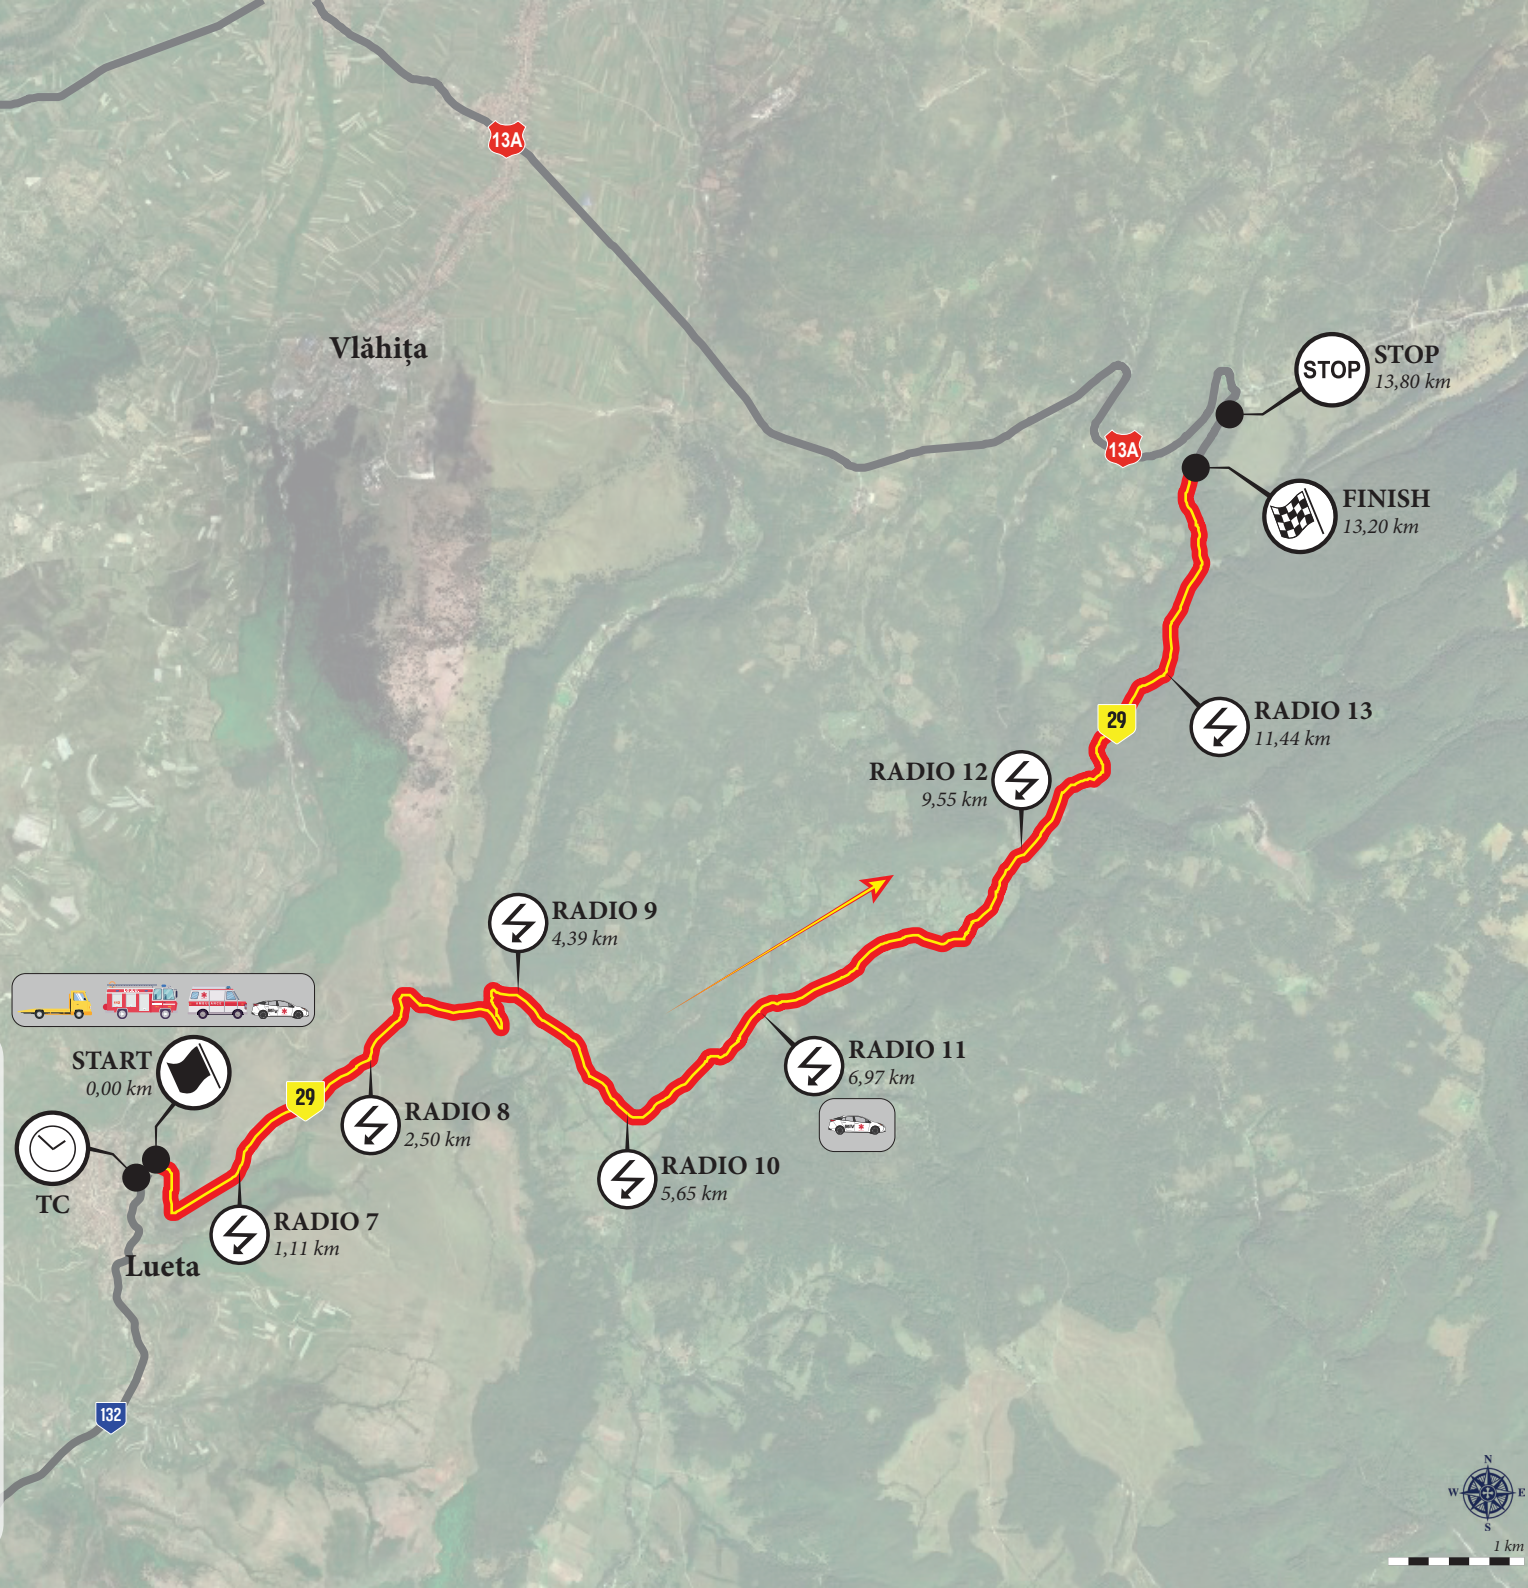 13A
Vlăhița
STOP
STOP
13,80 km
13A
FINISH
13,20 km
RADIO 13
11,44 km
29
RADIO 12
9,55 km
RADIO 9
4,39 km
START
0,00 km
29
RADIO 11
6,97 km
RADIO 8
2,50 km
RADIO 10
5,65 km
TC
RADIO 7
1,11 km
Lueta
132
N
W E
S
1 km